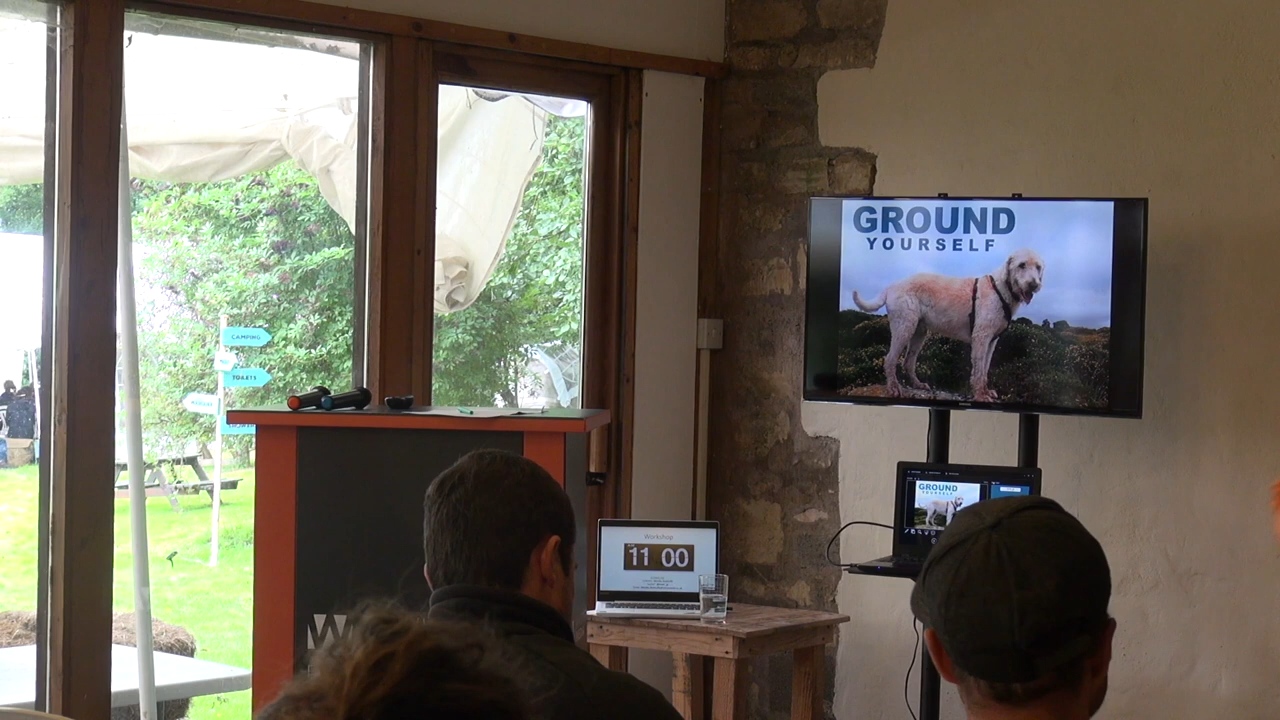 GROUND
YOURSELF
CAMPING
TOILETS
Workshop
11 00
GROUND
YOURSELF
W